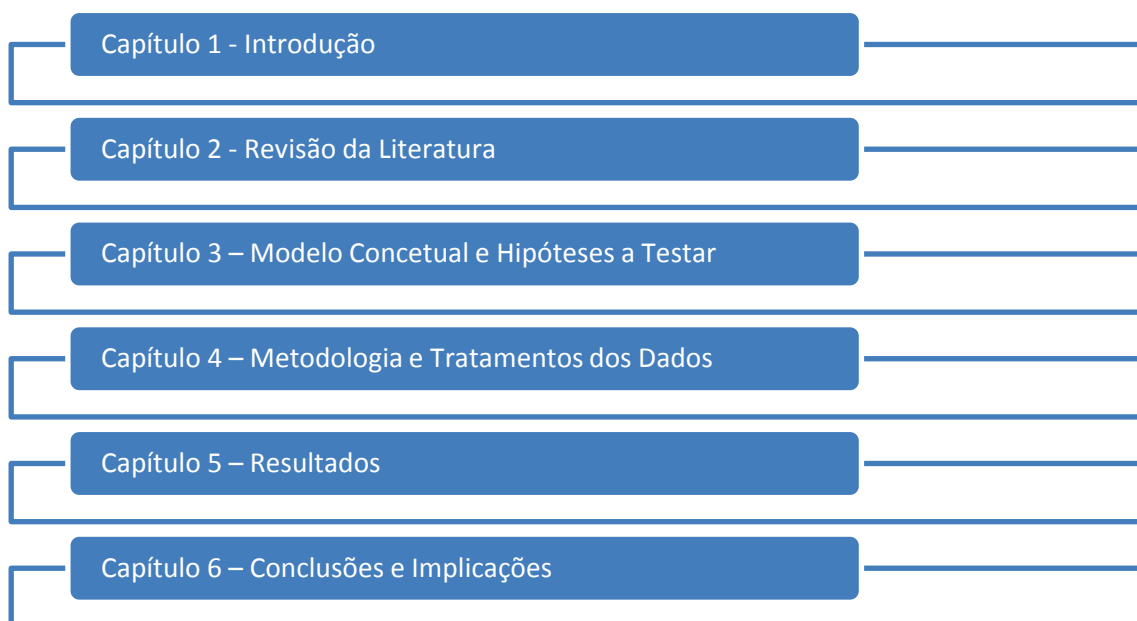 Capítulo 1 - Introdução
Capítulo 2 - Revisão da Literatura
Capítulo 3 – Modelo Concetual e Hipóteses a Testar
Capítulo 4 – Metodologia e Tratamentos dos Dados
Capítulo 5 – Resultados
Capítulo 6 – Conclusões e Implicações